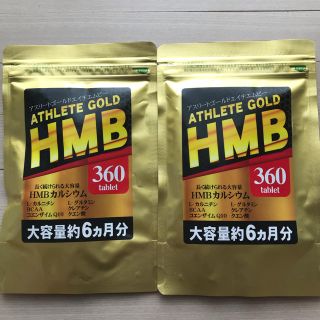 アスリートゴールドエイチエムビー
ATHLETE GOLD
HMB
360
tablet
長く続けられる大容量
HMBカルシウム
L-カルニチン L-グルタミン
BCAA クレアチン
コエンザイムQ10 クエン酸
大容量約6ヵ月分
アスリートゴールドエイチエムビー
ATHLETE GOLD
HMB
360
tablet
長く続けられる大容量
HMBカルシウム
L-カルニチン L-グルタミン
BCAA クレアチン
コエンザイムQ10 クエン酸
大容量約6ヵ月分